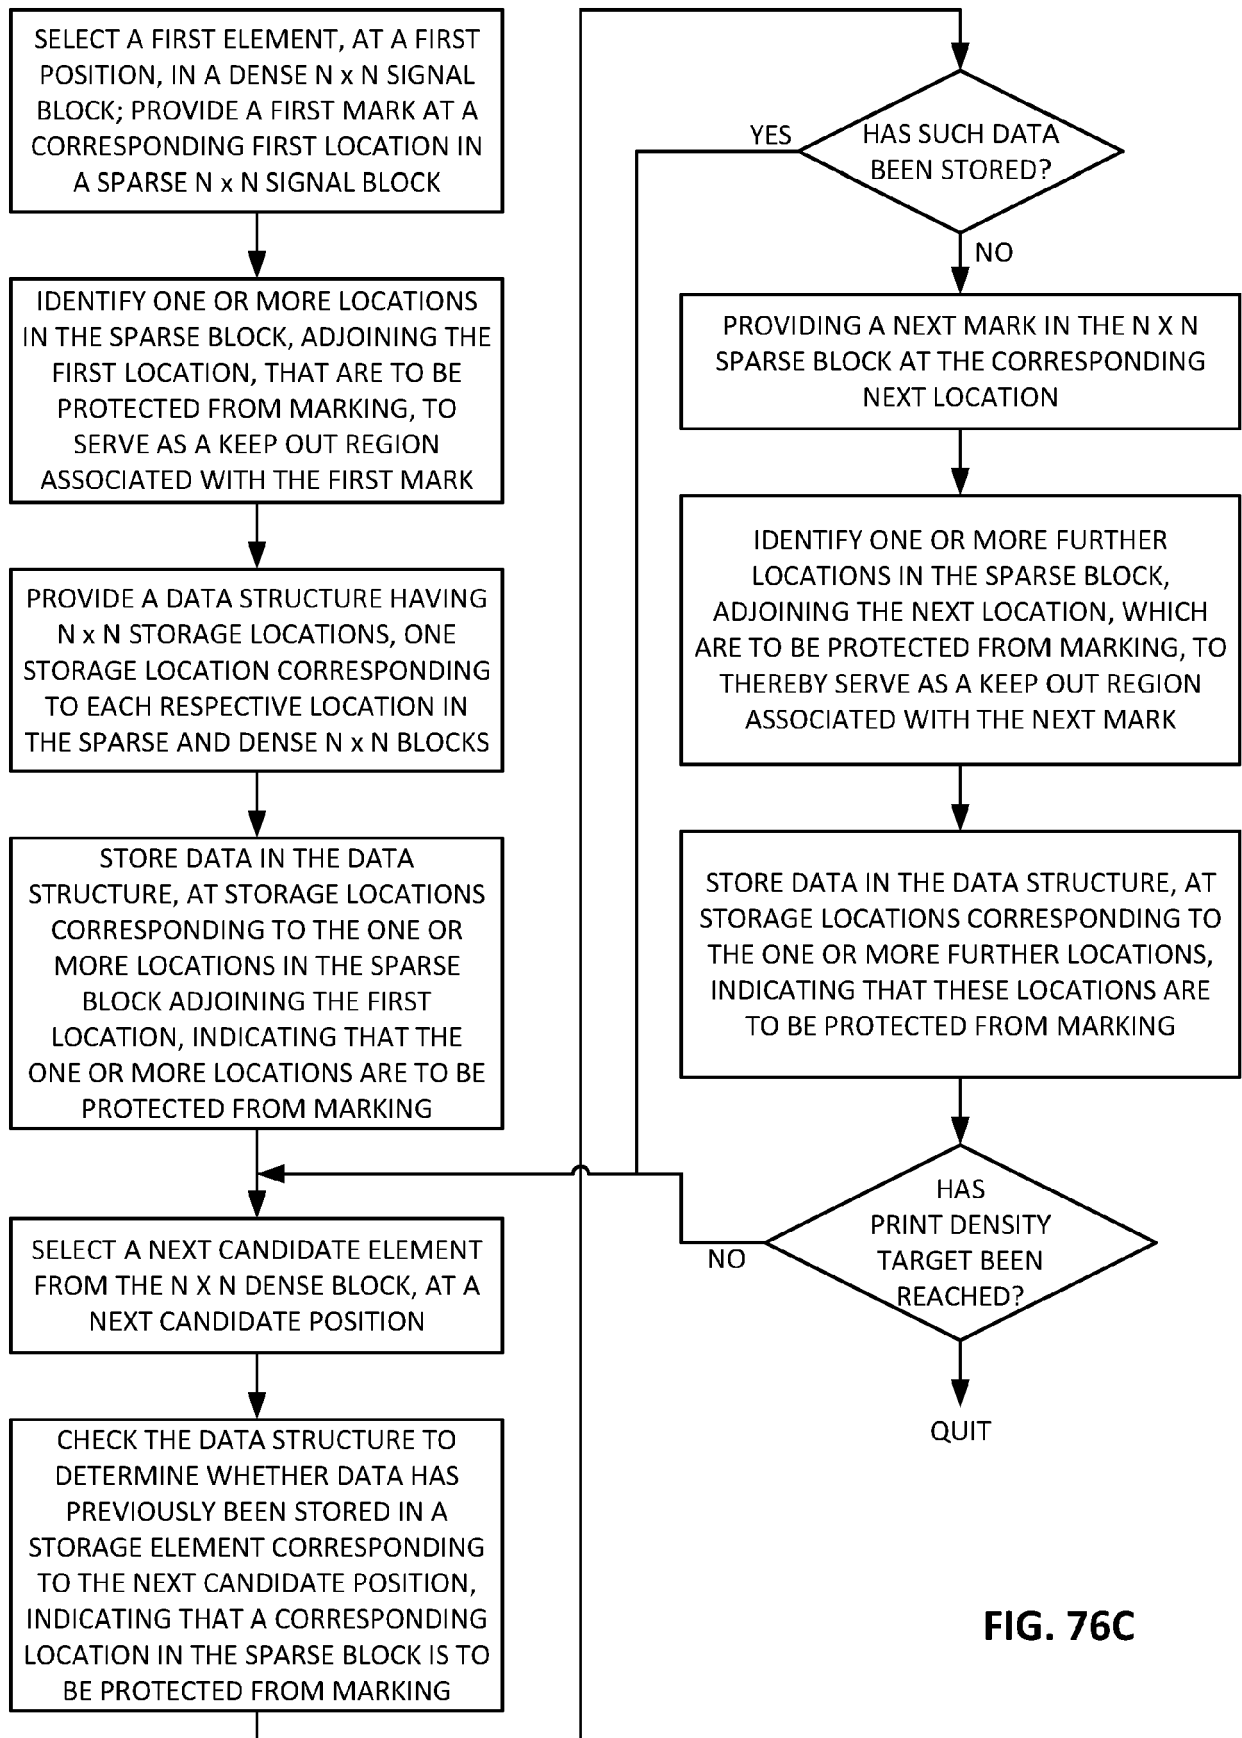 SELECT A FIRST ELEMENT, AT A FIRST
POSITION, IN A DENSE N x N SIGNAL
BLOCK; PROVIDE A FIRST MARK AT A
CORRESPONDING FIRST LOCATION IN
A SPARSE N x N SIGNAL BLOCK
IDENTIFY ONE OR MORE LOCATIONS
IN THE SPARSE BLOCK, ADJOINING THE
FIRST LOCATION, THAT ARE TO BE
PROTECTED FROM MARKING, TO
SERVE AS A KEEP OUT REGION
ASSOCIATED WITH THE FIRST MARK
PROVIDE A DATA STRUCTURE HAVING
N x N STORAGE LOCATIONS, ONE
STORAGE LOCATION CORRESPONDING
TO EACH RESPECTIVE LOCATION IN
THE SPARSE AND DENSE N x N BLOCKS
STORE DATA IN THE DATA
STRUCTURE, AT STORAGE LOCATIONS
CORRESPONDING TO THE ONE OR
MORE LOCATIONS IN THE SPARSE
BLOCK ADJOINING THE FIRST
LOCATION, INDICATING THAT THE
ONE OR MORE LOCATIONS ARE TO BE
PROTECTED FROM MARKING
SELECT A NEXT CANDIDATE ELEMENT
FROM THE N X N DENSE BLOCK, AT A
NEXT CANDIDATE POSITION
CHECK THE DATA STRUCTURE TO
DETERMINE WHETHER DATA HAS
PREVIOUSLY BEEN STORED IN A
STORAGE ELEMENT CORRESPONDING
TO THE NEXT CANDIDATE POSITION,
INDICATING THAT A CORRESPONDING
LOCATION IN THE SPARSE BLOCK IS TO
BE PROTECTED FROM MARKING
HAS SUCH DATA
BEEN STORED?
YES
NO
PROVIDING A NEXT MARK IN THE N X N
SPARSE BLOCK AT THE CORRESPONDING
NEXT LOCATION
IDENTIFY ONE OR MORE FURTHER
LOCATIONS IN THE SPARSE BLOCK,
ADJOINING THE NEXT LOCATION, WHICH
ARE TO BE PROTECTED FROM MARKING, TO
THEREBY SERVE AS A KEEP OUT REGION
ASSOCIATED WITH THE NEXT MARK
STORE DATA IN THE DATA STRUCTURE, AT
STORAGE LOCATIONS CORRESPONDING TO
THE ONE OR MORE FURTHER LOCATIONS,
INDICATING THAT THESE LOCATIONS ARE
TO BE PROTECTED FROM MARKING
HAS
PRINT DENSITY
TARGET BEEN
REACHED?
NO
QUIT
FIG. 76C